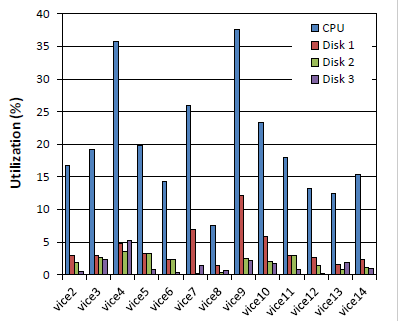 Utilization (%)
40
35
30
25
20
15
10
5
0
CPU
Disk 1
Disk 2
Disk 3
vice2
vice3
vice4
vice5
vice6
vice7
vice8
vice9
vice10
vice11
vice12
vice13
vice14